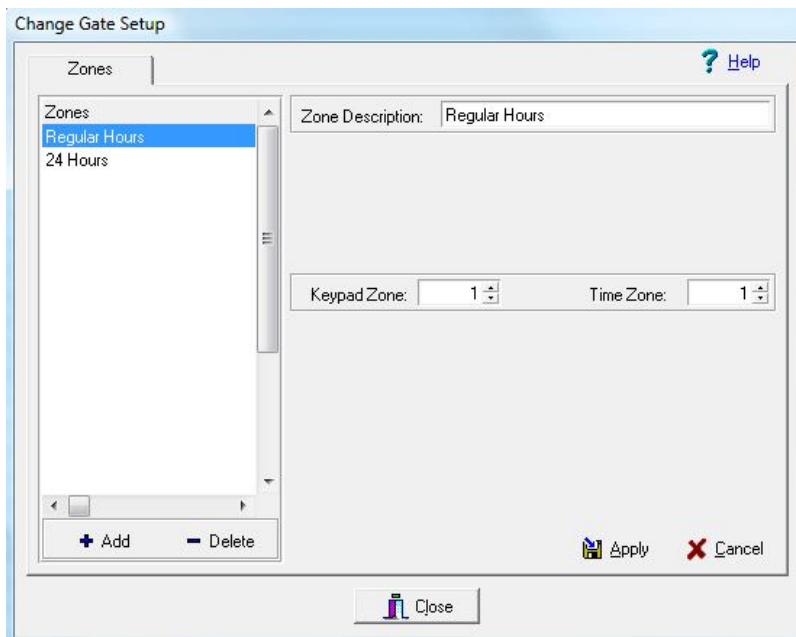 Change Gate Setup
Zones
Help
Zones
Regular Hours
24 Hours
Zone Description: Regular Hours
Keypad Zone: 1
Time Zone: 1
Add
Delete
Apply
Cancel
Close